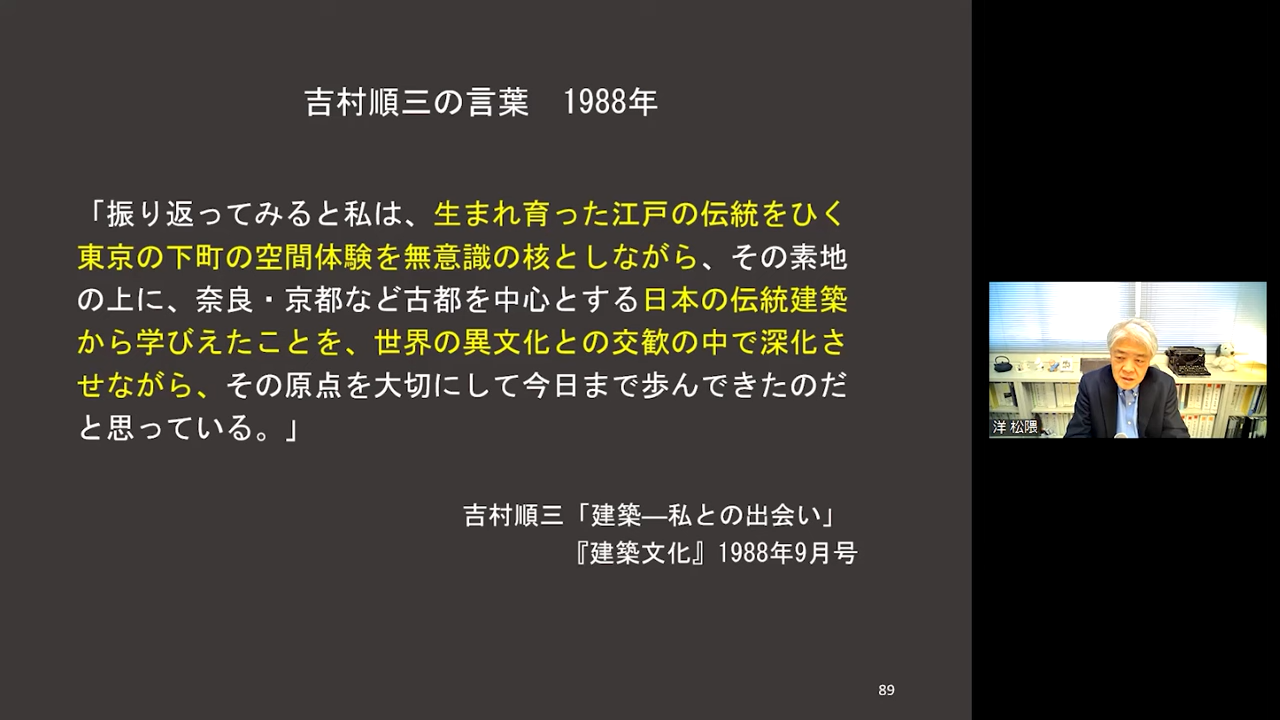 吉村順三の言葉　1988年
「振り返ってみると私は、生まれ育った江戸の伝統をひく
東京の下町の空間体験を無意識の核としながら、その素地
の上に、奈良・京都など古都を中心とする日本の伝統建築
から学びえたことを、世界の異文化との交歓の中で深化さ
せながら、その原点を大切にして今日まで歩んできたのだ
と思っている。」
吉村順三「建築―私との出会い」
『建築文化』1988年9月号
89
洋 松隈